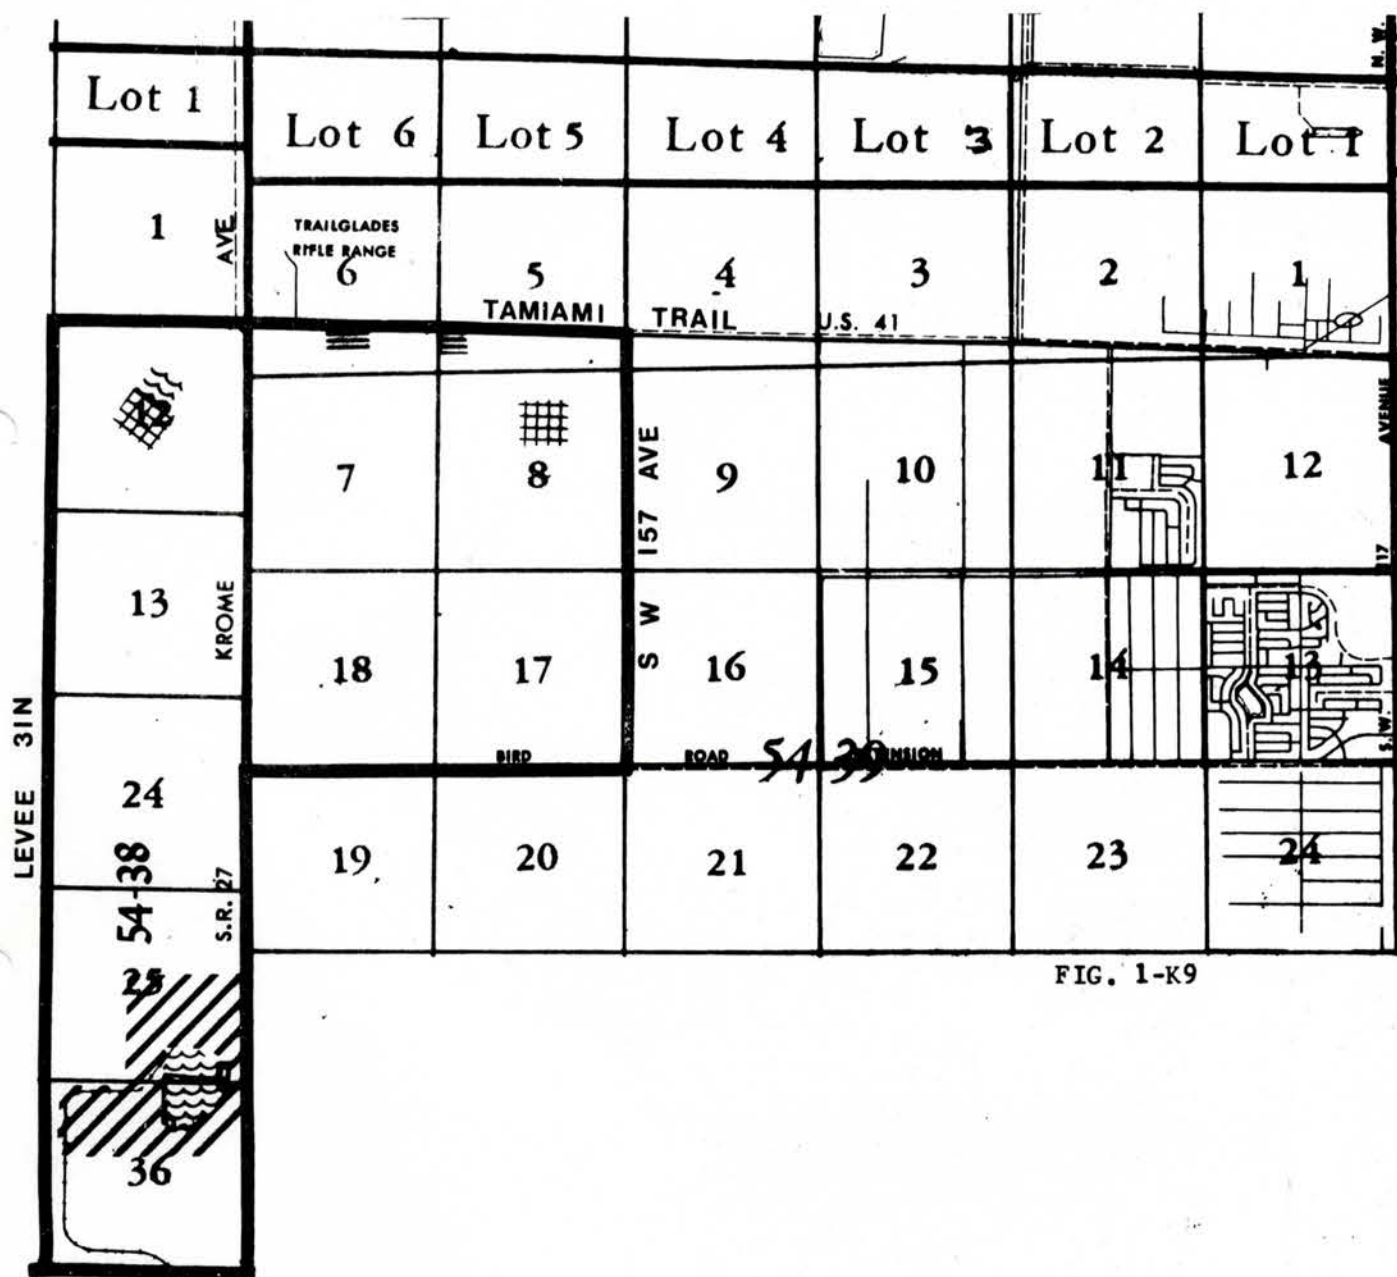 N. W.
Lot 1
Lot 6 Lot 5 Lot 4 Lot 3 Lot 2 Lot 1
1
AVE
TRAILGLADES
RIFLE RANGE
6 5 4 3 2 1
TAMIAMI TRAIL U.S. 41
12
7 8 9 10 11 12
AVENUE
S W 157 AVE
117
13
KROME
18 17 16 15 14 13
S. W.
LEVEE 31N
BIRD ROAD
54-39
24
19 20 21 22 23 24
54-38
S.R. 27
25
FIG. 1-K9
36